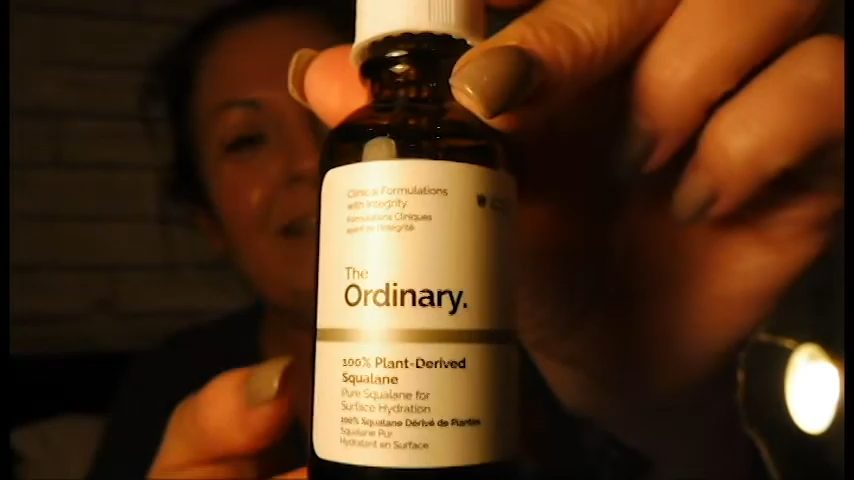 Clinical Formulations
with Integrity.
Formulations Cliniques
avec de l'intégrité
The
Ordinary.
100% Plant-Derived
Squalane
Pure Squalane for
Surface Hydration
100% Squalane Dérivé de Plantes
Squalane Pur
Hydratant en Surface